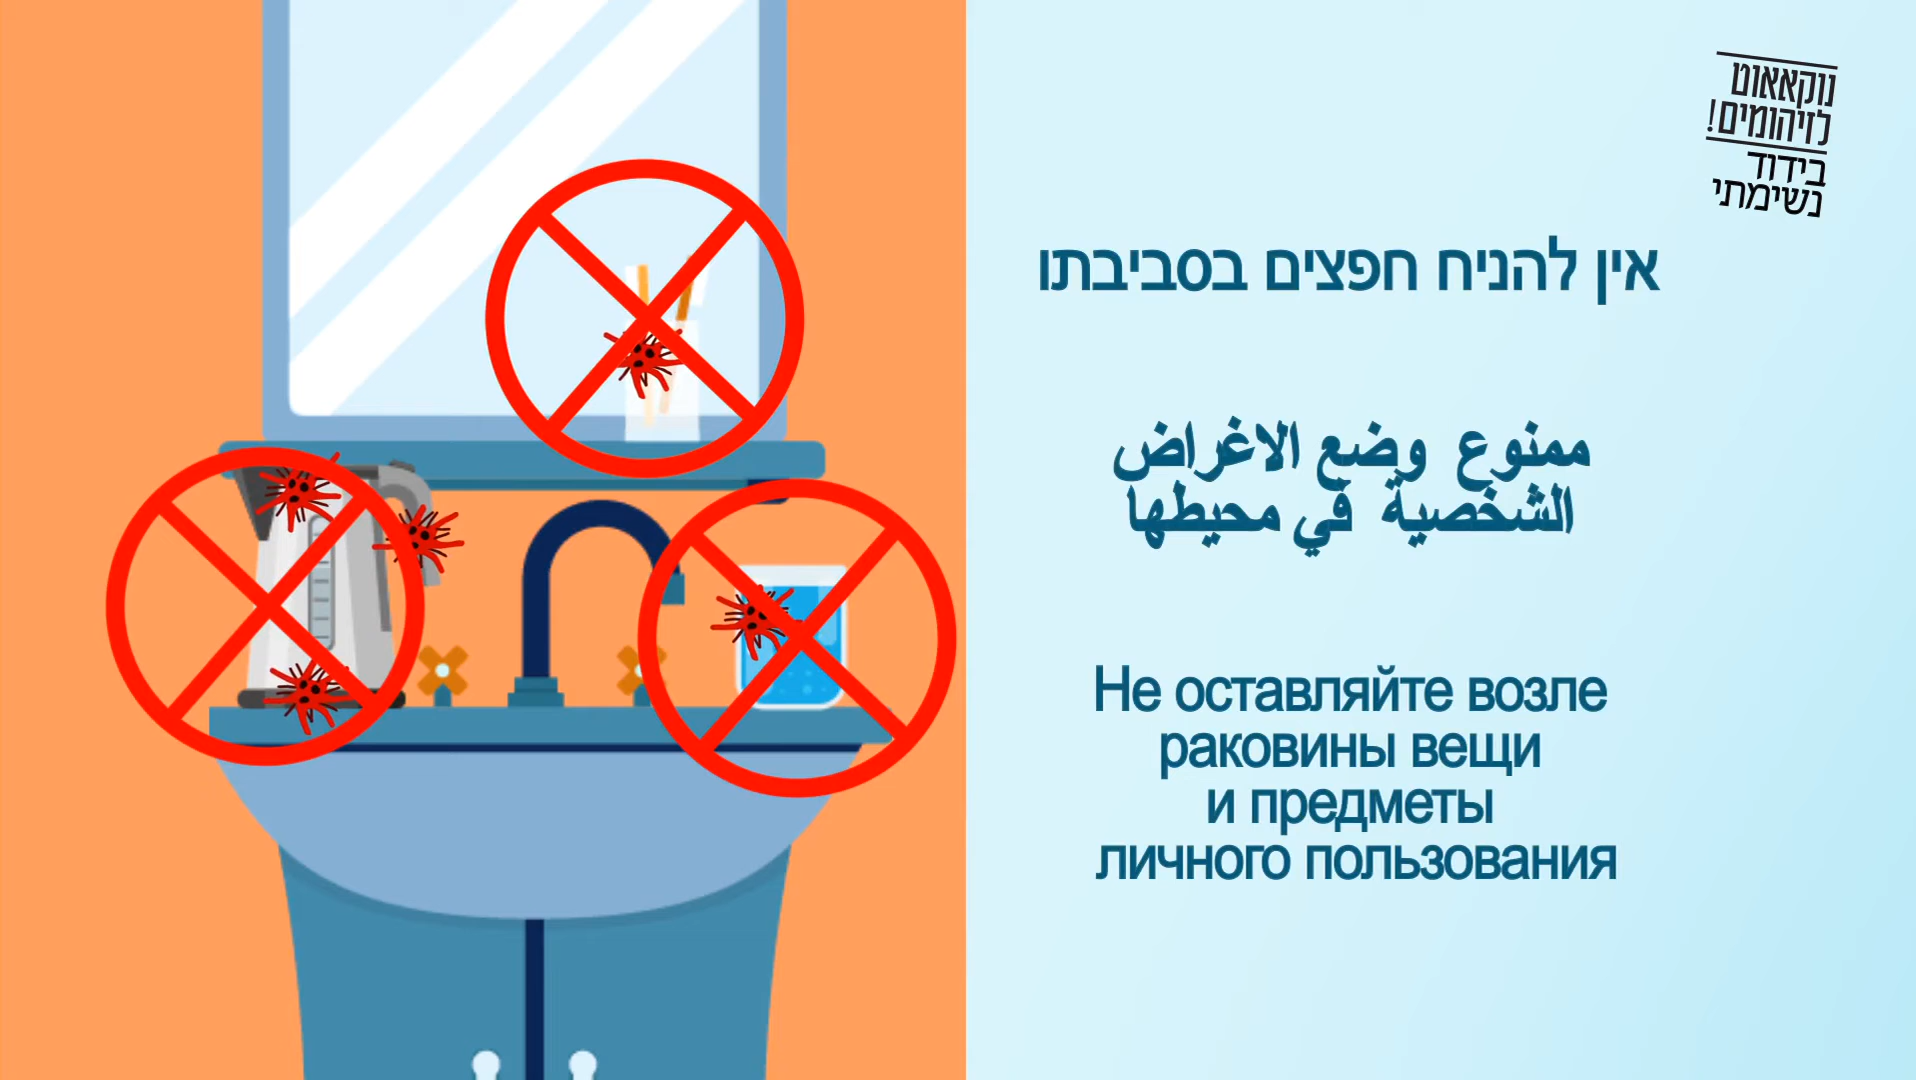 נוקאאוט
לזיהומים!
בידוד
נשימתי
אין להניח חפצים בסביבתו
ممنوع وضع الاغراض
الشخصية في محيطها
Не оставляйте возле
раковины вещи
и предметы
личного пользования